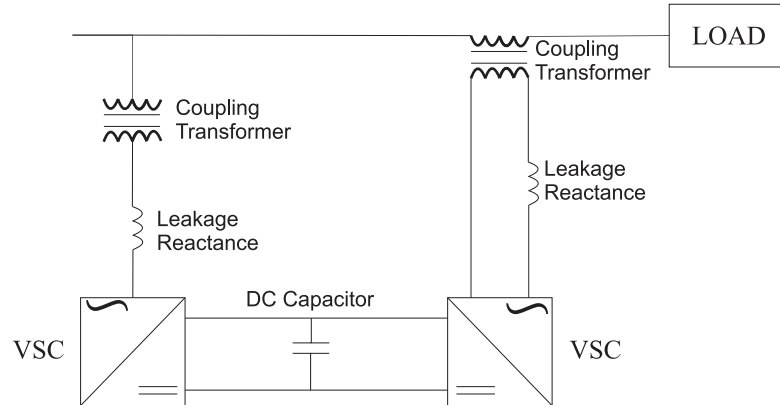 LOAD
Coupling
Transformer
Coupling
Transformer
Leakage
Reactance
Leakage
Reactance
DC Capacitor
VSC
VSC